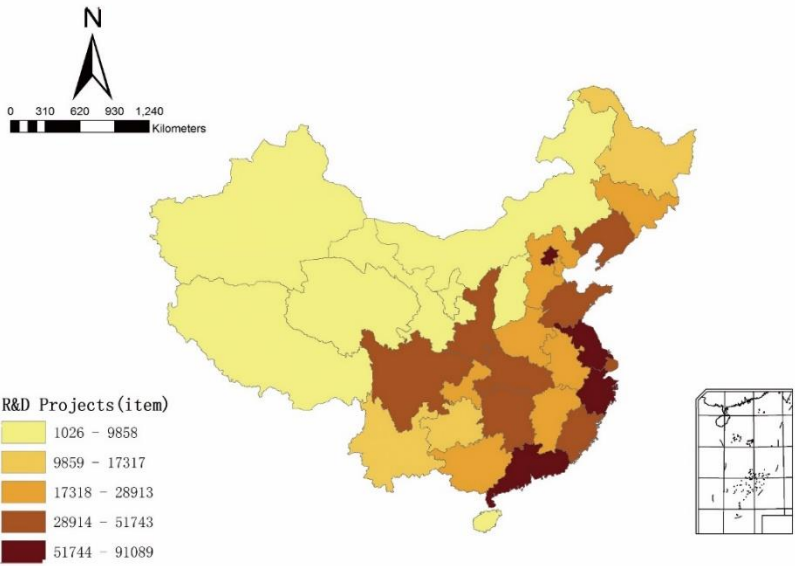 N
0 310 620 930 1,240
Kilometers
R&D Projects(item)
1026 - 9858
9859 - 17317
17318 - 28913
28914 - 51743
51744 - 91089